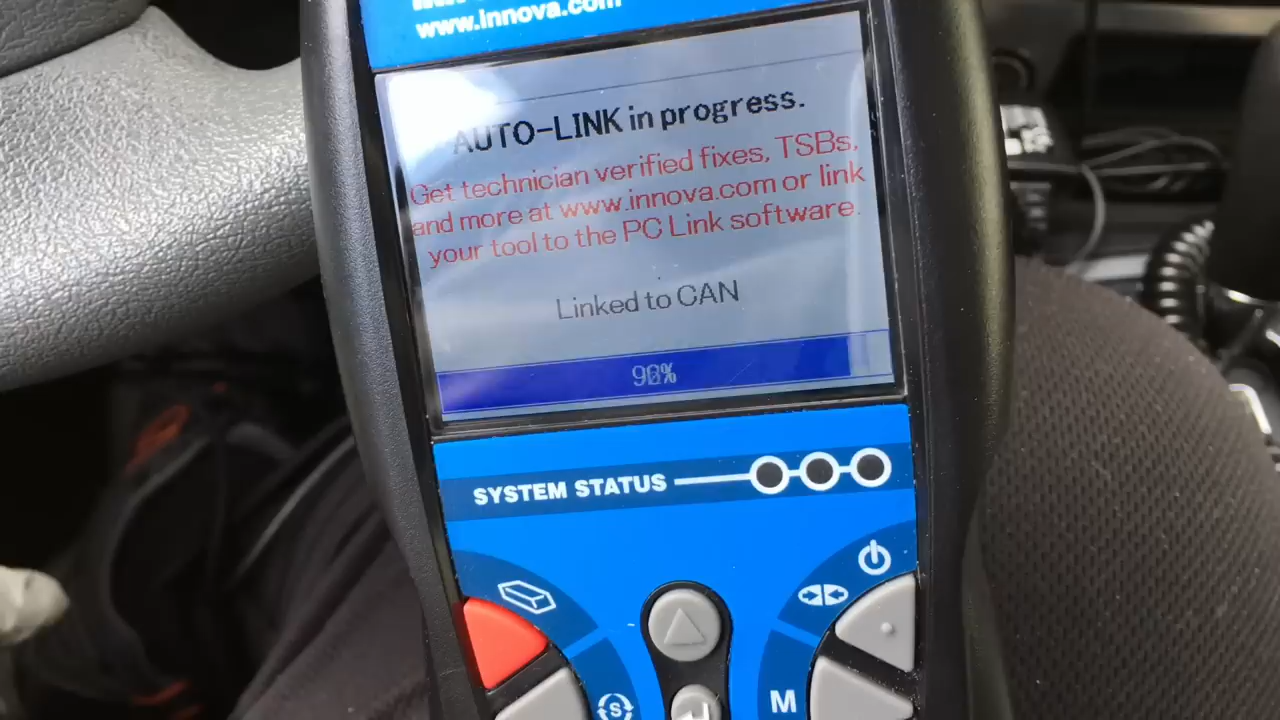 www.innova.com
AUTO-LINK in progress.
Get technician verified fixes, TSBs,
and more at www.innova.com or link
your tool to the PC Link software.
Linked to CAN
SYSTEM STATUS
S
M